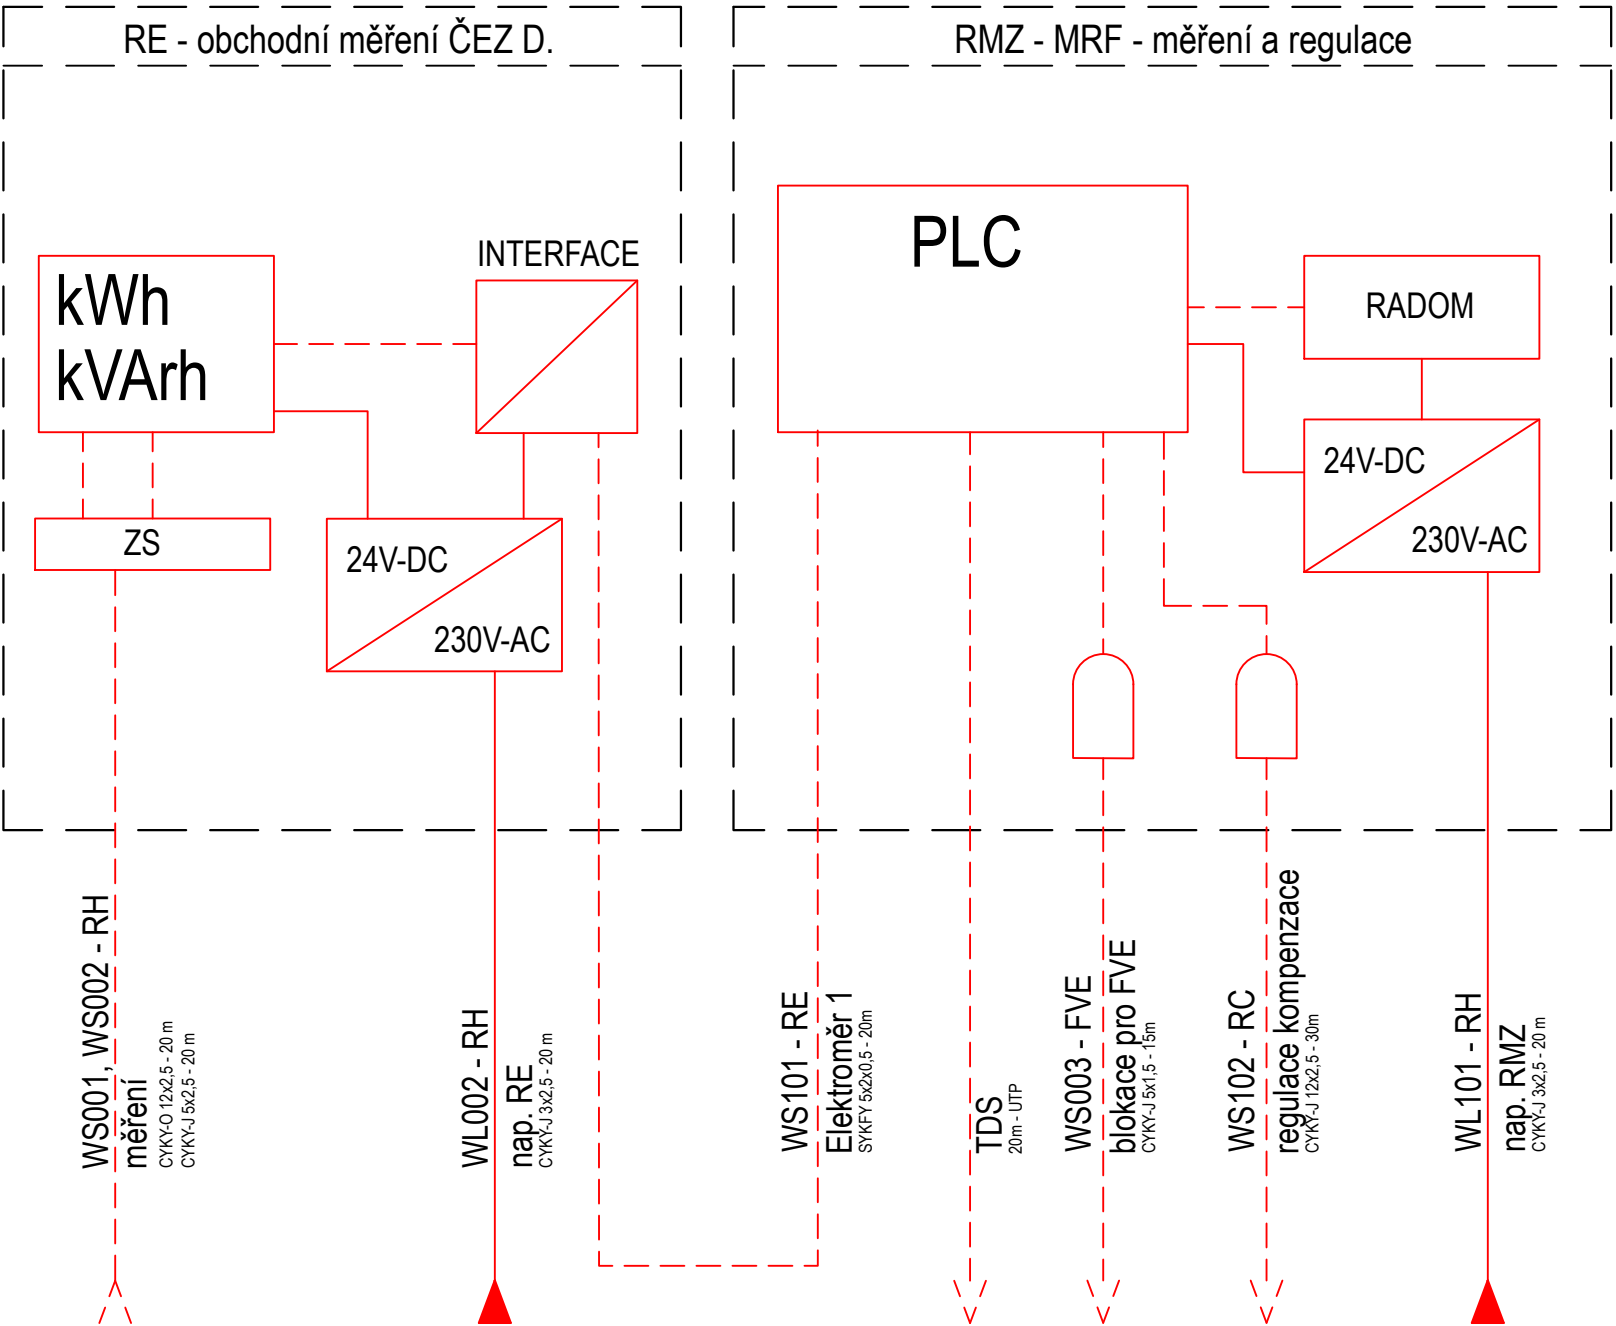 RE - obchodní měření ČEZ D.
RMZ - MRF - měření a regulace
kWh
kVArh
INTERFACE
ZS
24V-DC
230V-AC
PLC
RADOM
24V-DC
230V-AC
WS001, WS002 - RH
měření
CYKY-O 12x2,5 - 20 m
CYKY-J 5x2,5 - 20 m
WL002 - RH
nap. RE
CYKY-J 3x2,5 - 20 m
WS101 - RE
Elektroměr 1
SYKFY 5x2x0,5 - 20m
TDS
20m - UTP
WS003 - FVE
blokace pro FVE
CYKY-J 5x1,5 - 15m
WS102 - RC
regulace kompenzace
CYKY-J 12x2,5 - 30m
WL101 - RH
nap. RMZ
CYKY-J 3x2,5 - 20 m